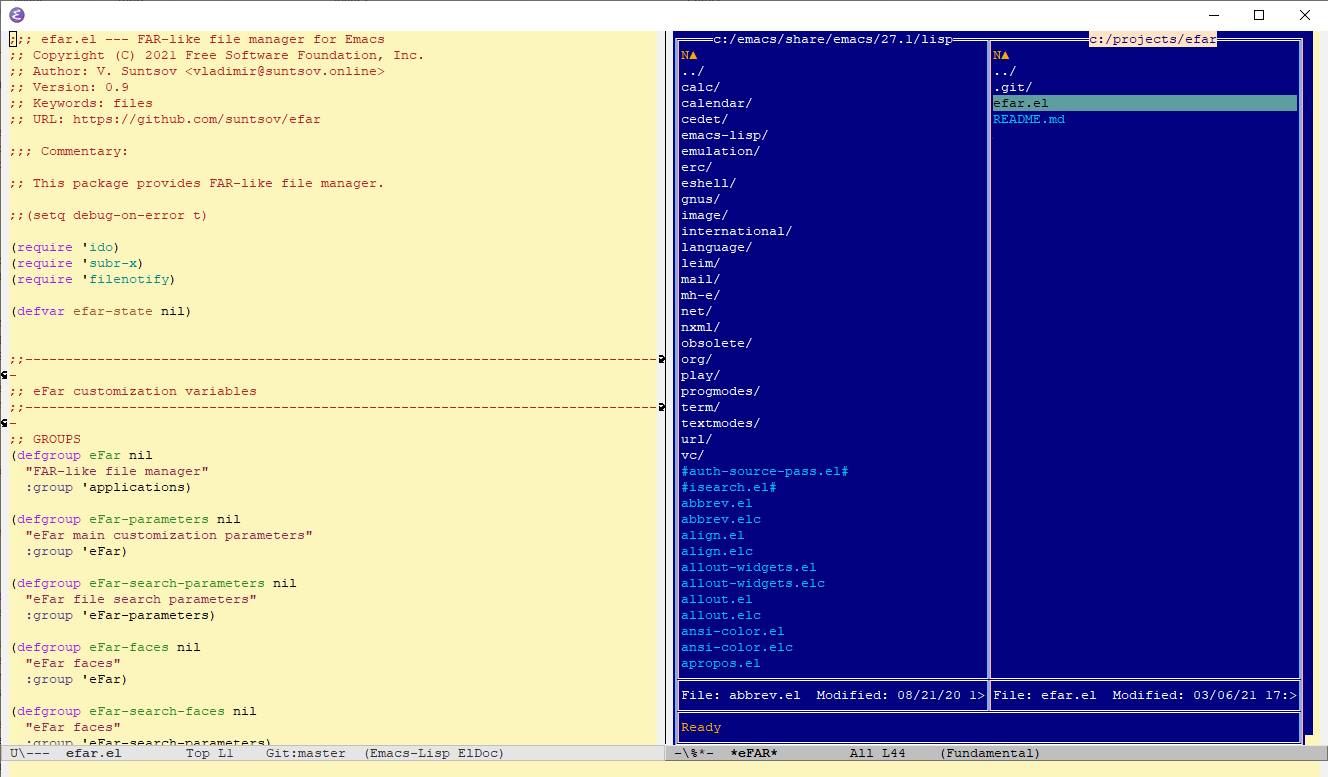 ;;; efar.el --- FAR-like file manager for Emacs
;; Copyright (C) 2021 Free Software Foundation, Inc.
;; Author: V. Suntsov <vladimir@suntsov.online>
;; Version: 0.9
;; Keywords: files
;; URL: https://github.com/suntsov/efar
;;; Commentary:
;; This package provides FAR-like file manager.
;;(setq debug-on-error t)
(require 'ido)
(require 'subr-x)
(require 'filenotify)
(defvar efar-state nil)
;;-------------------------------------------------------------------------------
-
;; eFar customization variables
;;-------------------------------------------------------------------------------
-
;; GROUPS
(defgroup eFar nil
"FAR-like file manager"
:group 'applications)
(defgroup eFar-parameters nil
"eFar main customization parameters"
:group 'eFar)
(defgroup eFar-search-parameters nil
"eFar file search parameters"
:group 'eFar-parameters)
(defgroup eFar-faces nil
"eFar faces"
:group 'eFar)
(defgroup eFar-search-faces nil
"eFar faces"
:group 'eFar-search-parameters)
U\--- efar.el Top L1 Git:master (Emacs-Lisp ElDoc)
c:/emacs/share/emacs/27.1/lisp
N▲
../
calc/
calendar/
cedet/
emacs-lisp/
emulation/
erc/
eshell/
gnus/
image/
international/
language/
leim/
mail/
mh-e/
net/
nxml/
obsolete/
org/
play/
progmodes/
term/
textmodes/
url/
vc/
#auth-source-pass.el#
#isearch.el#
abbrev.el
abbrev.elc
align.el
align.elc
allout-widgets.el
allout-widgets.elc
allout.el
allout.elc
ansi-color.el
ansi-color.elc
apropos.el
File: abbrev.el Modified: 08/21/20 1>
c:/projects/efar
N▲
../
.git/
efar.el
README.md
File: efar.el Modified: 03/06/21 17:>
Ready
-\%*- *eFAR* All L44 (Fundamental)